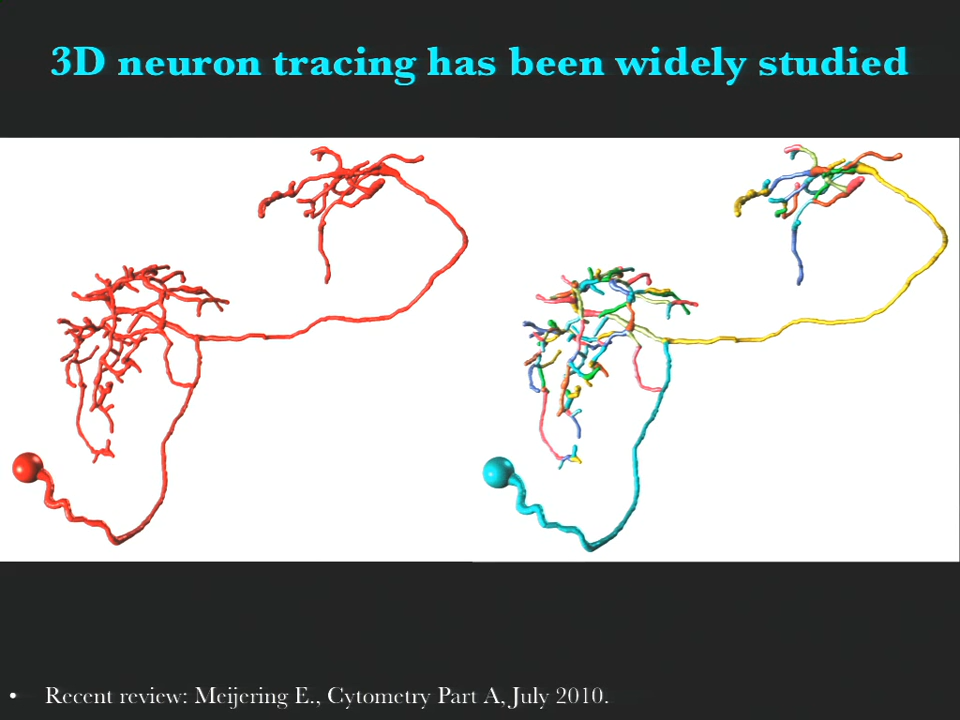 3D neuron tracing has been widely studied
• Recent review: Meijering E., Cytometry Part A, July 2010.